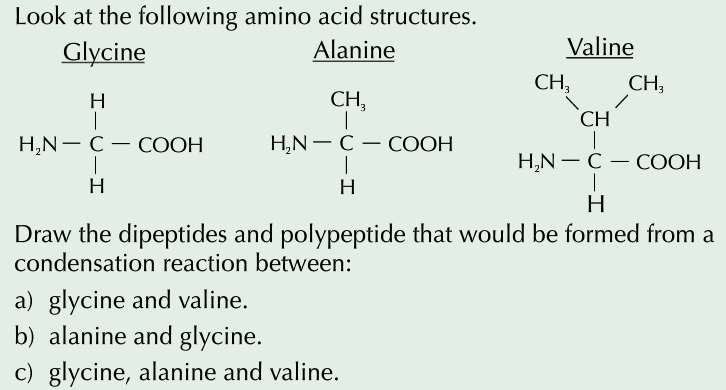 Look at the following amino acid structures.
Glycine Alanine Valine
CH₃ CH₃
H CH₃ CH
H₂N — C — COOH H₂N — C — COOH H₂N — C — COOH
H H H
Draw the dipeptides and polypeptide that would be formed from a
condensation reaction between:
a) glycine and valine.
b) alanine and glycine.
c) glycine, alanine and valine.